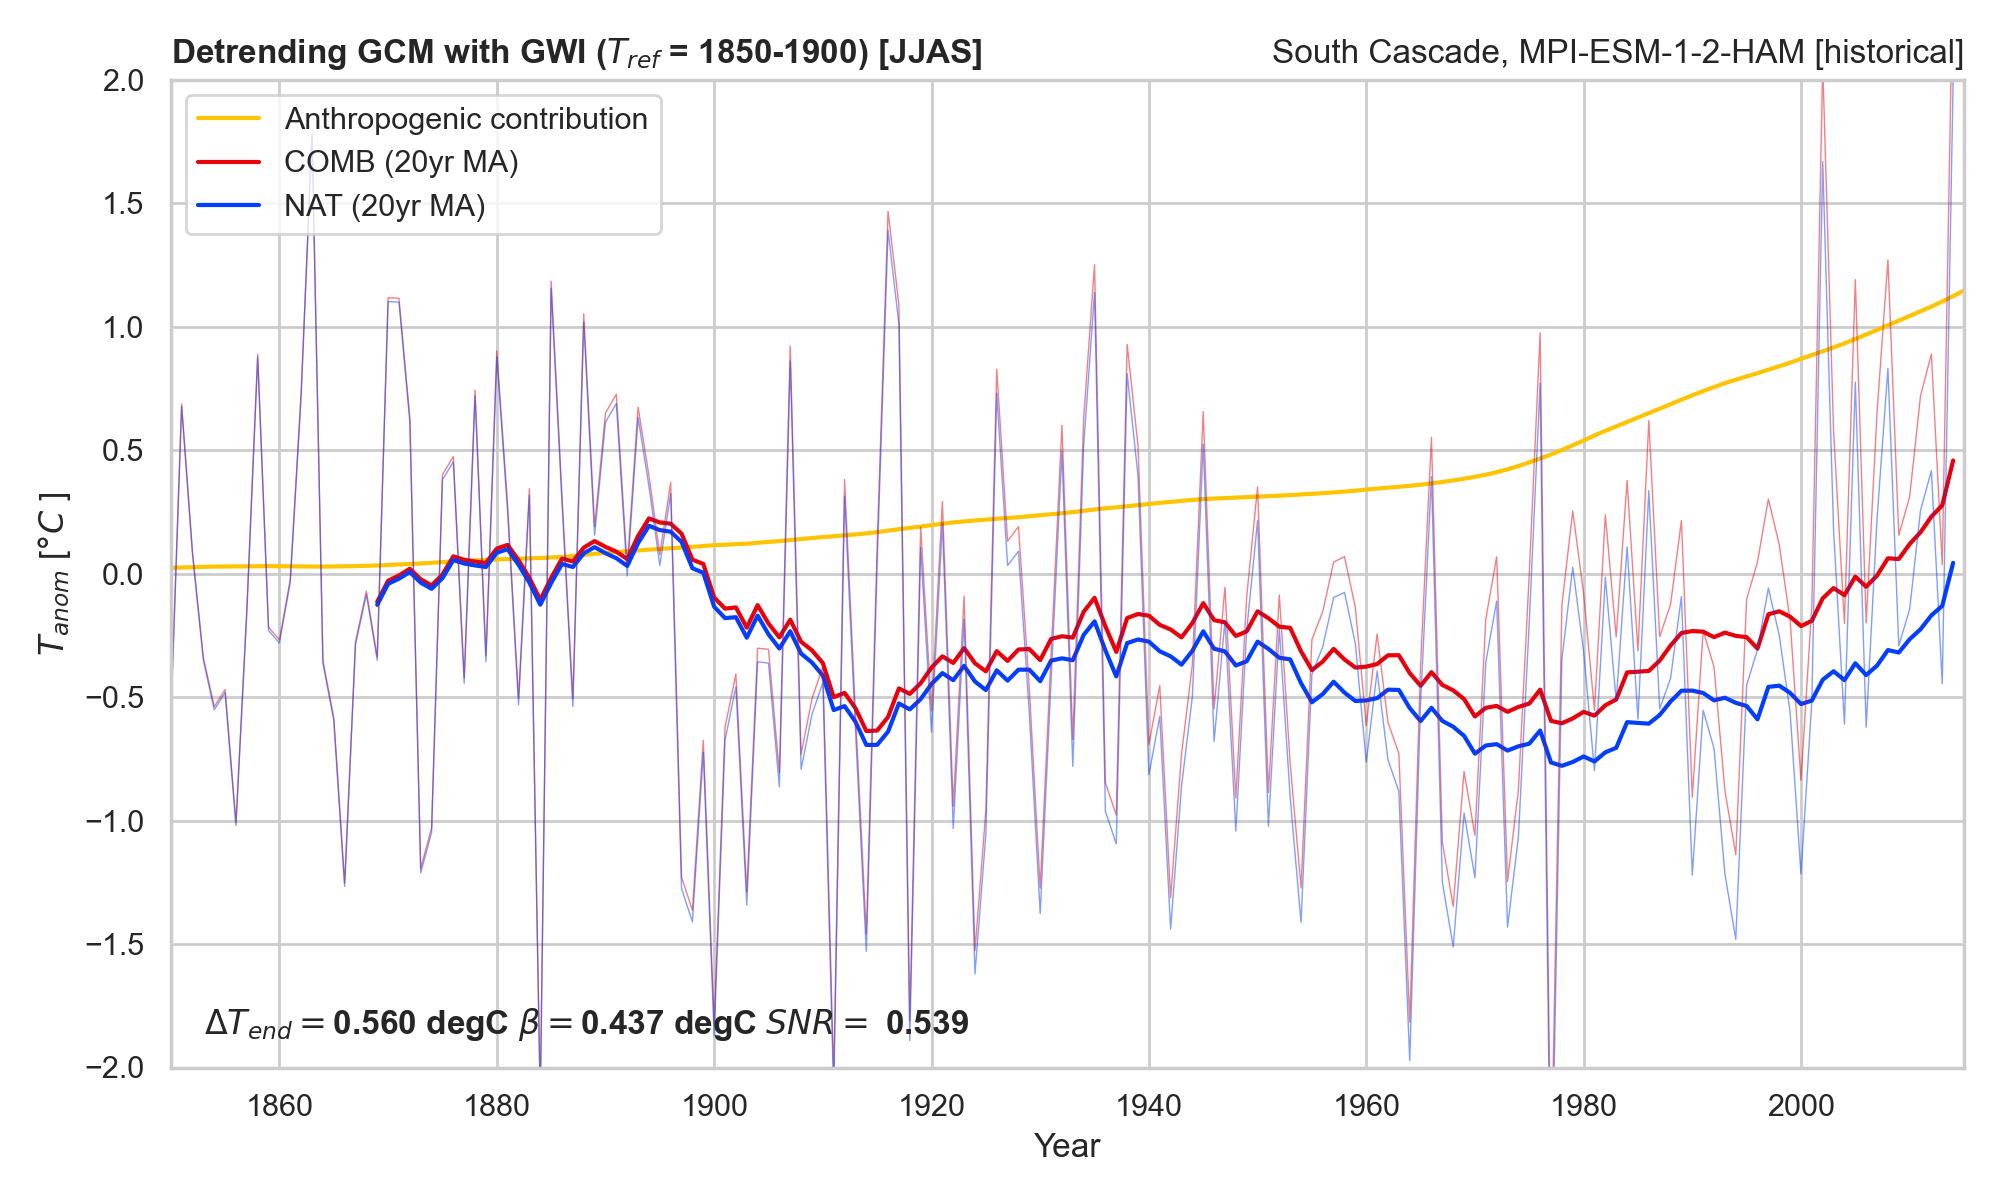 Detrending GCM with GWI (T_ref = 1850-1900) [JJAS]
South Cascade, MPI-ESM-1-2-HAM [historical]
2.0
1.5
1.0
0.5
0.0
−0.5
−1.0
−1.5
−2.0
T_anom [°C ]
Anthropogenic contribution
COMB (20yr MA)
NAT (20yr MA)
ΔT_end = 0.560 degC β = 0.437 degC SNR = 0.539
1860 1880 1900 1920 1940 1960 1980 2000
Year